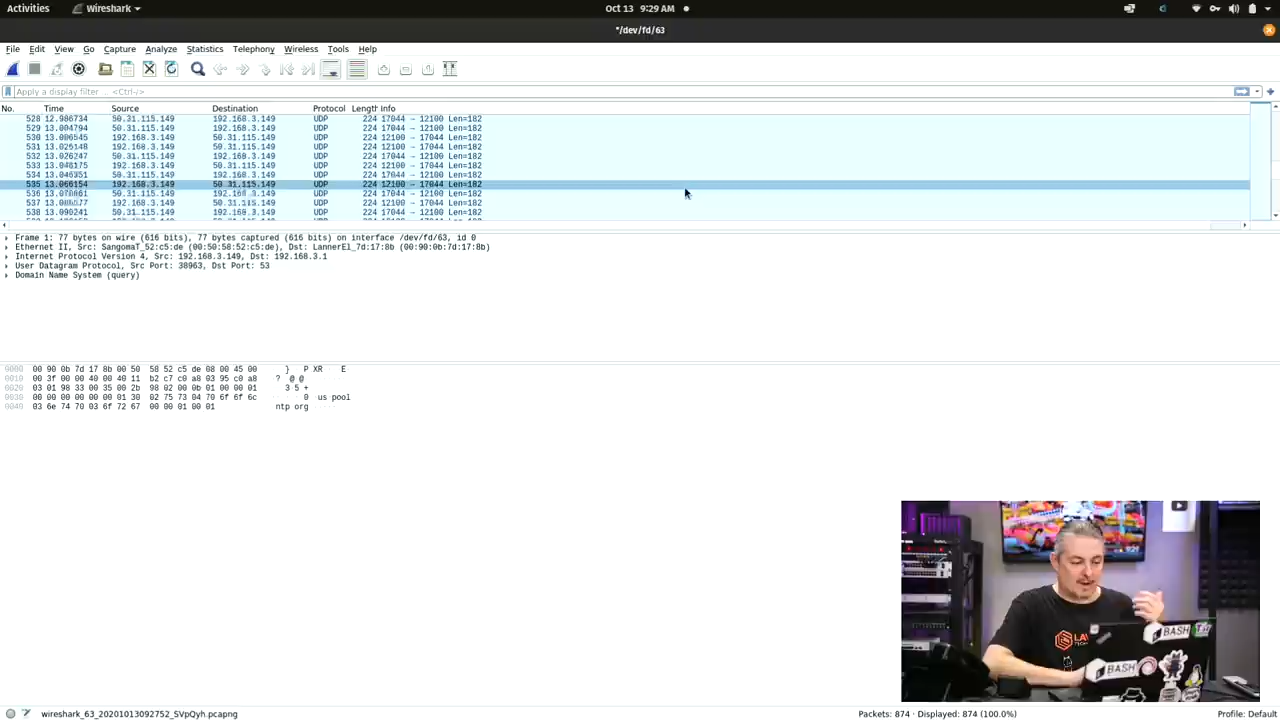 Activities Wireshark Oct 13 9:29 AM
*/dev/fd/63
File Edit View Go Capture Analyze Statistics Telephony Wireless Tools Help
Apply a display filter … <Ctrl-/>
No. Time Source Destination Protocol Length Info
528 12.986734 50.31.115.149 192.168.3.149 UDP 224 17044 → 12100 Len=182
529 13.004794 50.31.115.149 192.168.3.149 UDP 224 17044 → 12100 Len=182
530 13.006545 192.168.3.149 50.31.115.149 UDP 224 12100 → 17044 Len=182
531 13.026148 192.168.3.149 50.31.115.149 UDP 224 12100 → 17044 Len=182
532 13.026247 50.31.115.149 192.168.3.149 UDP 224 17044 → 12100 Len=182
533 192.168.3.149 50.31.115.149 UDP 224 12100 → 17044 Len=182
534 50.31.115.149 192.168.3.149 UDP 224 17044 → 12100 Len=182
535 13.066154 192.168.3.149 50.31.115.149 UDP 224 12100 → 17044 Len=182
536 50.31.115.149 192.168.3.149 UDP 224 17044 → 12100 Len=182
537 192.168.3.149 50.31.115.149 UDP 224 12100 → 17044 Len=182
538 13.090241 50.31.115.149 192.168.3.149 UDP 224 17044 → 12100 Len=182
Frame 1: 77 bytes on wire (616 bits), 77 bytes captured (616 bits) on interface /dev/fd/63, id 0
Ethernet II, Src: SangomaT_52:c5:de (00:50:58:52:c5:de), Dst: LannerEl_7d:17:8b (00:90:0b:7d:17:8b)
Internet Protocol Version 4, Src: 192.168.3.149, Dst: 192.168.3.1
User Datagram Protocol, Src Port: 38963, Dst Port: 53
Domain Name System (query)
0000 00 90 0b 7d 17 8b 00 50 58 52 c5 de 08 00 45 00 } P XR E
0010 00 3f 00 00 40 00 40 11 b2 c7 c0 a8 03 95 c0 a8 ? @ @
0020 03 01 98 33 00 35 00 2b 98 02 00 0b 01 00 00 01 3 5 +
0030 00 00 00 00 00 00 01 30 02 75 73 04 70 6f 6f 6c 0 us pool
0040 03 6e 74 70 03 6f 72 67 00 00 01 00 01 ntp org
BASH
BASH
wireshark_63_20201013092752_SVpQyh.pcapng Packets: 874 · Displayed: 874 (100.0%) Profile: Default